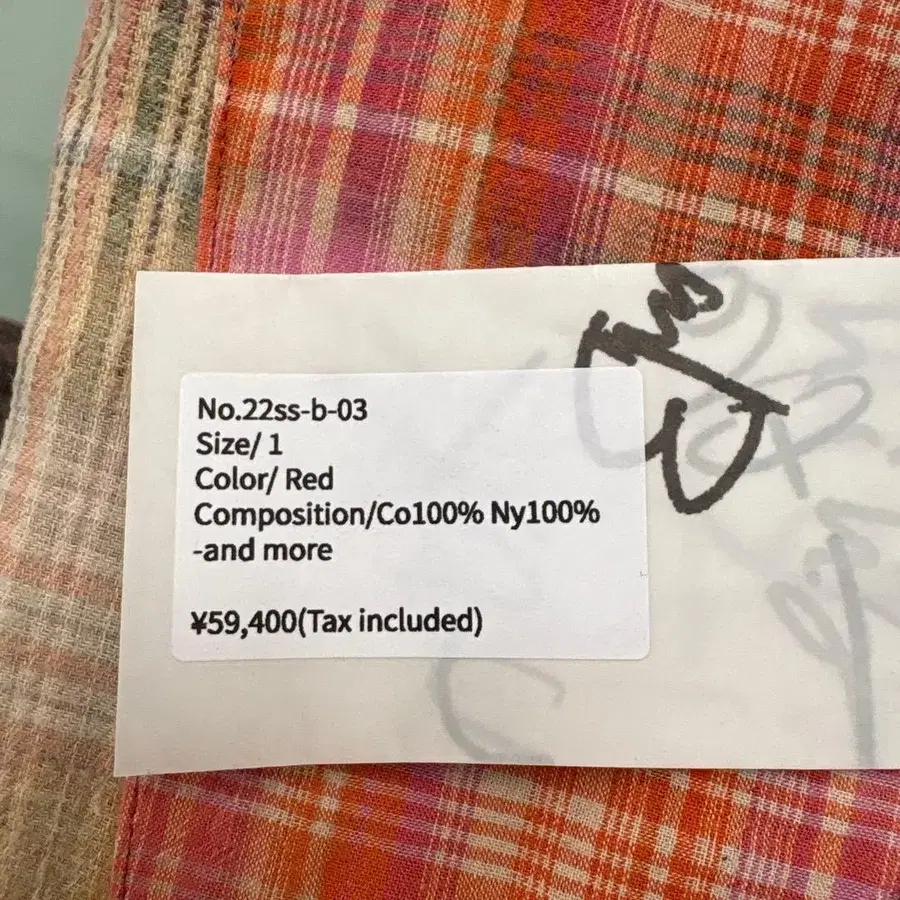 No.22ss-b-03
Size/ 1
Color/ Red
Composition/Co100% Ny100%
-and more
¥59,400(Tax included)